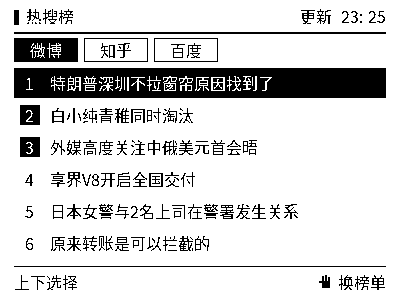 热搜榜 更新 23:25
微博 知乎 百度
1 特朗普深圳不拉窗帘原因找到了
2 白小纯青稚同时淘汰
3 外媒高度关注中俄美元首会晤
4 享界V8开启全国交付
5 日本女警与2名上司在警署发生关系
6 原来转账是可以拦截的
上下选择 换榜单